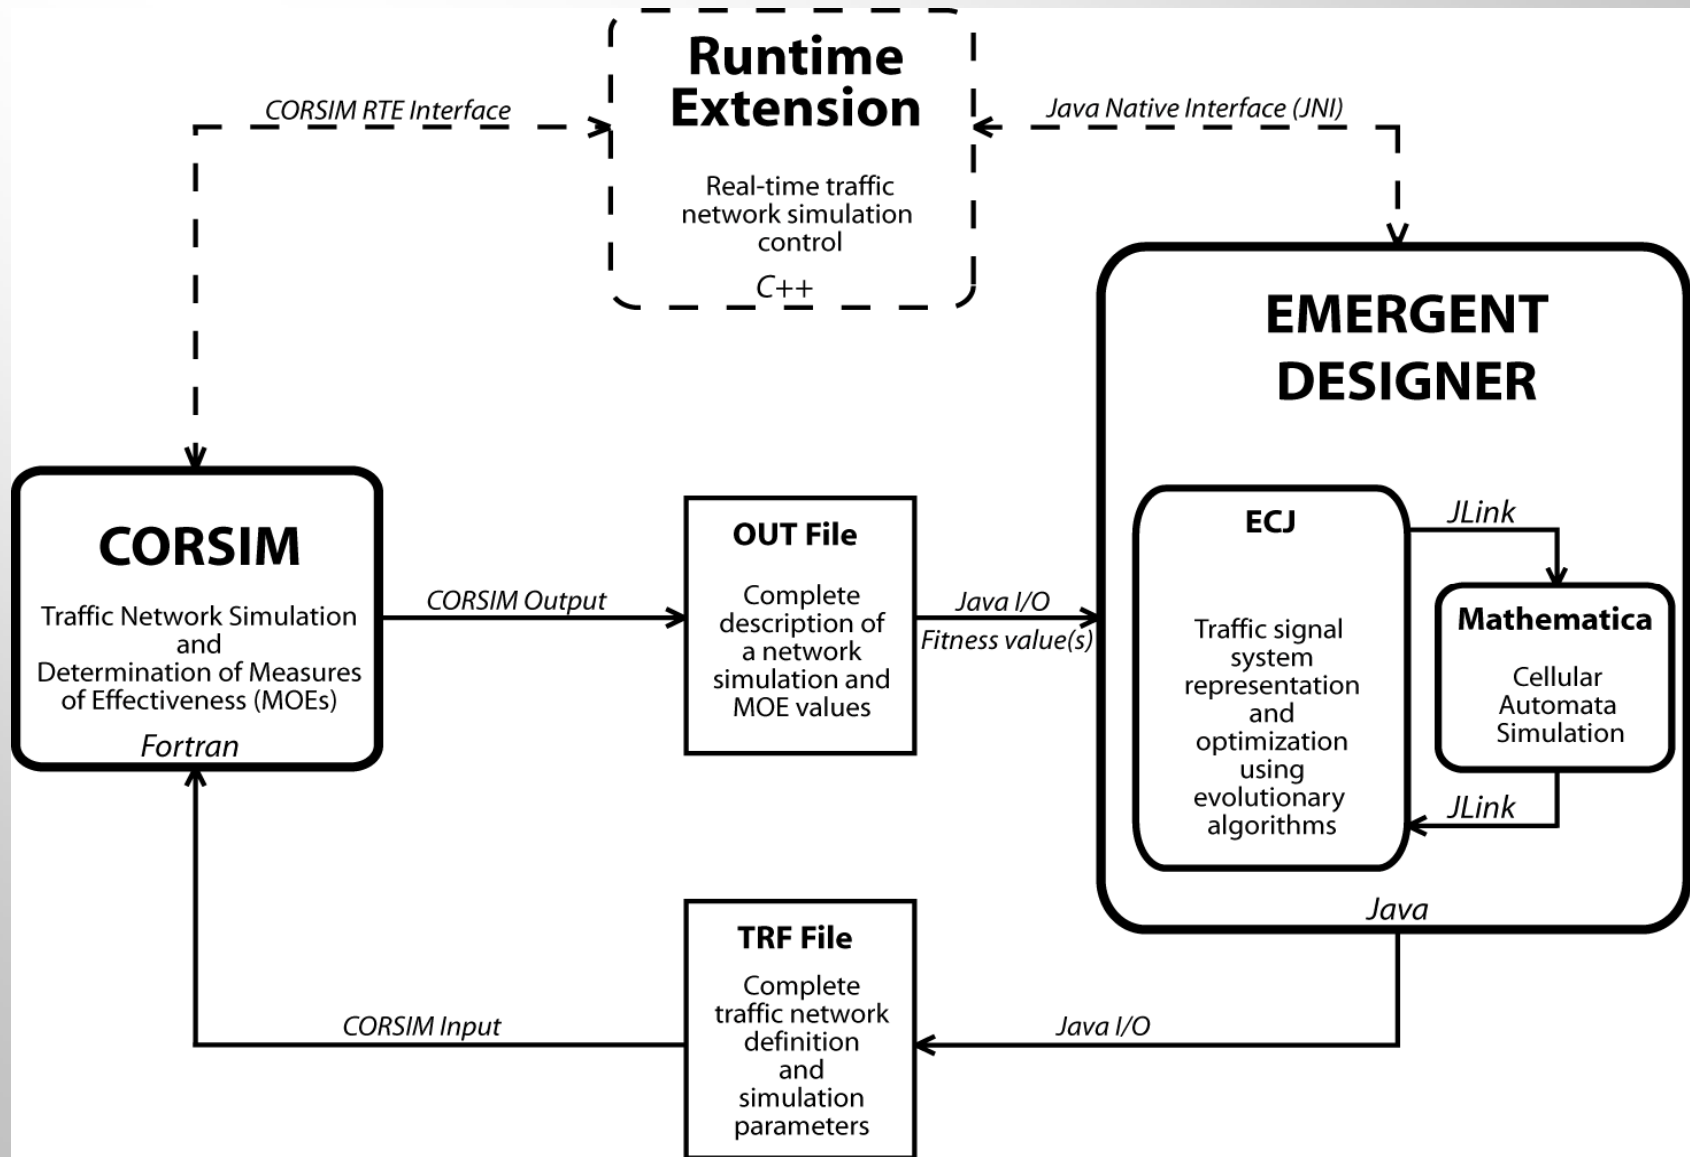 Runtime
Extension
Real-time traffic
network simulation
control
C++
CORSIM RTE Interface
Java Native Interface (JNI)
EMERGENT
DESIGNER
CORSIM
Traffic Network Simulation
and
Determination of Measures
of Effectiveness (MOEs)
Fortran
CORSIM Output
OUT File
Complete
description of
a network
simulation and
MOE values
Java I/O
Fitness value(s)
ECJ
Traffic signal
system
representation
and
optimization
using
evolutionary
algorithms
JLink
Mathematica
Cellular
Automata
Simulation
JLink
Java
TRF File
Complete
traffic network
definition
and
simulation
parameters
CORSIM Input
Java I/O